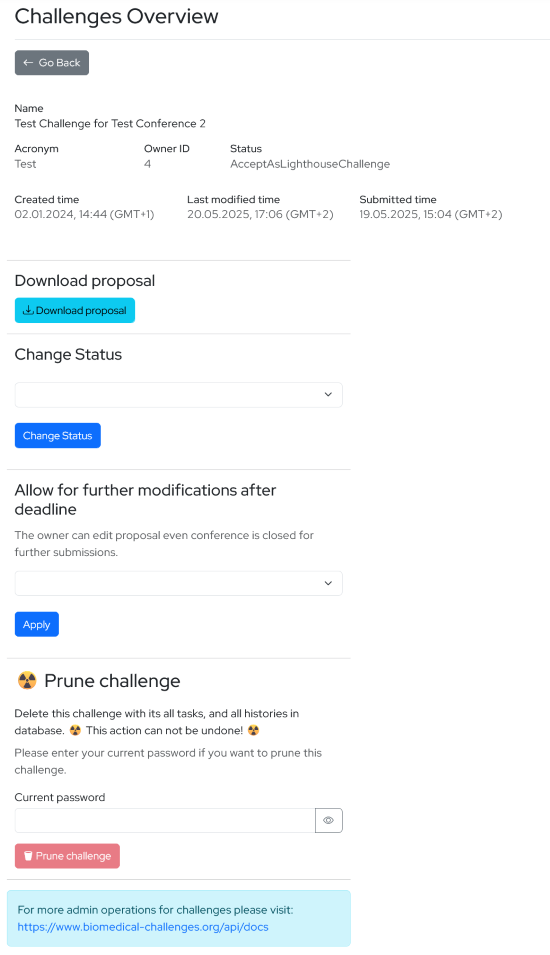 Challenges Overview
← Go Back
Name
Test Challenge for Test Conference 2
Acronym Owner ID Status
Test 4 AcceptAsLighthouseChallenge
Created time Last modified time Submitted time
02.01.2024, 14:44 (GMT+1) 20.05.2025, 17:06 (GMT+2) 19.05.2025, 15:04 (GMT+2)
Download proposal
Download proposal
Change Status
Change Status
Allow for further modifications after
deadline
The owner can edit proposal even conference is closed for
further submissions.
Apply
☢ Prune challenge
Delete this challenge with its all tasks, and all histories in
database. ☢ This action can not be undone! ☢
Please enter your current password if you want to prune this
challenge.
Current password
Prune challenge
For more admin operations for challenges please visit:
https://www.biomedical-challenges.org/api/docs